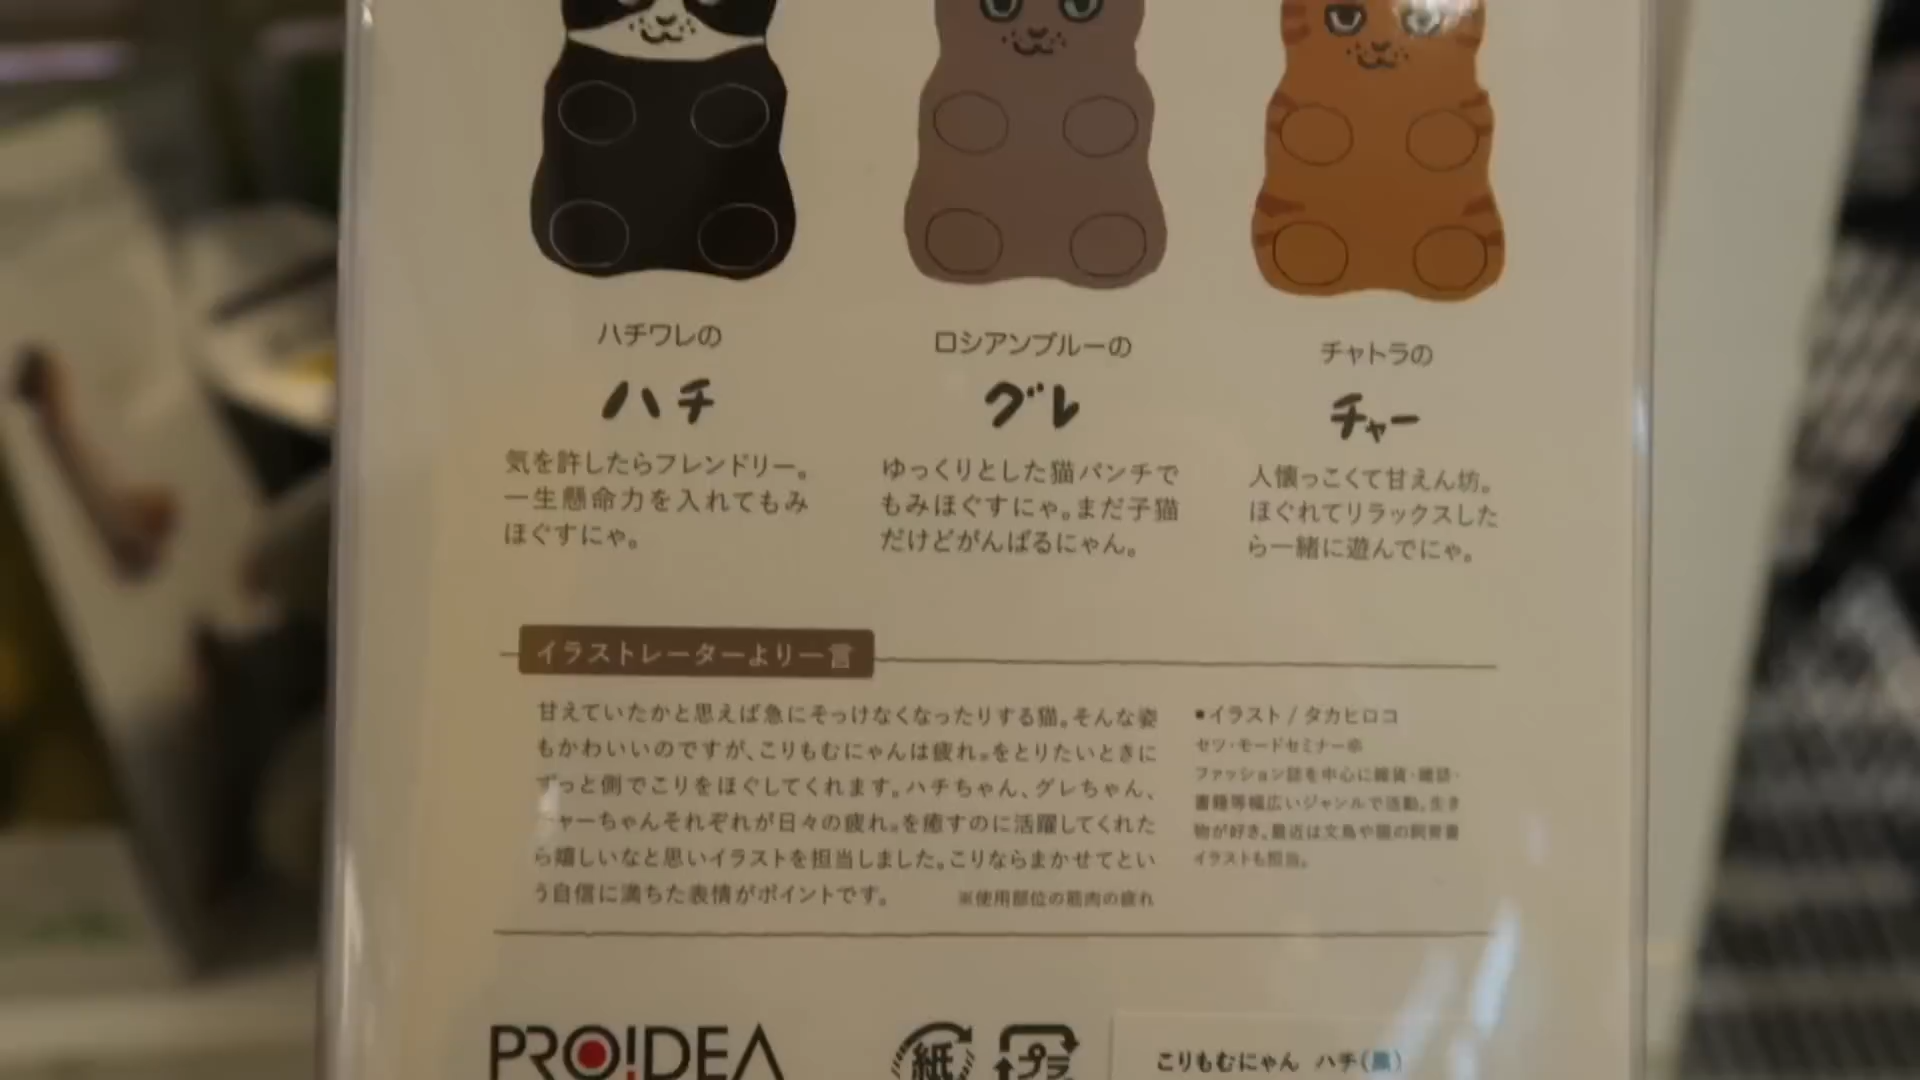 ハチワレの
ハチ
気を許したらフレンドリー。
一生懸命力を入れてもみ
ほぐすにゃ。
ロシアンブルーの
グレ
ゆっくりとした猫パンチで
もみほぐすにゃ。まだ子猫
だけどがんばるにゃん。
チャトラの
チャー
人懐っこくて甘えん坊。
ほぐれてリラックスした
ら一緒に遊んでにゃ。
イラストレーターより一言
甘えていたかと思えば急にそっけなくなったりする猫。そんな姿
もかわいいのですが、こりもむにゃんは疲れ※をとりたいときに
ずっと側でこりをほぐしてくれます。ハチちゃん、グレちゃん、
チャーちゃんそれぞれが日々の疲れ※を癒すのに活躍してくれた
ら嬉しいなと思いイラストを担当しました。こりならまかせてとい
う自信に満ちた表情がポイントです。
※使用部位の筋肉の疲れ
■イラスト / タカヒロコ
セツ・モードセミナー卒
ファッション誌を中心に雑貨・雑誌・
書籍等幅広いジャンルで活動。生き
物が好き。最近は文鳥や猫の飼育書
イラストも担当。
PRO!DEA
紙
プラ
こりもむにゃん ハチ(黒)